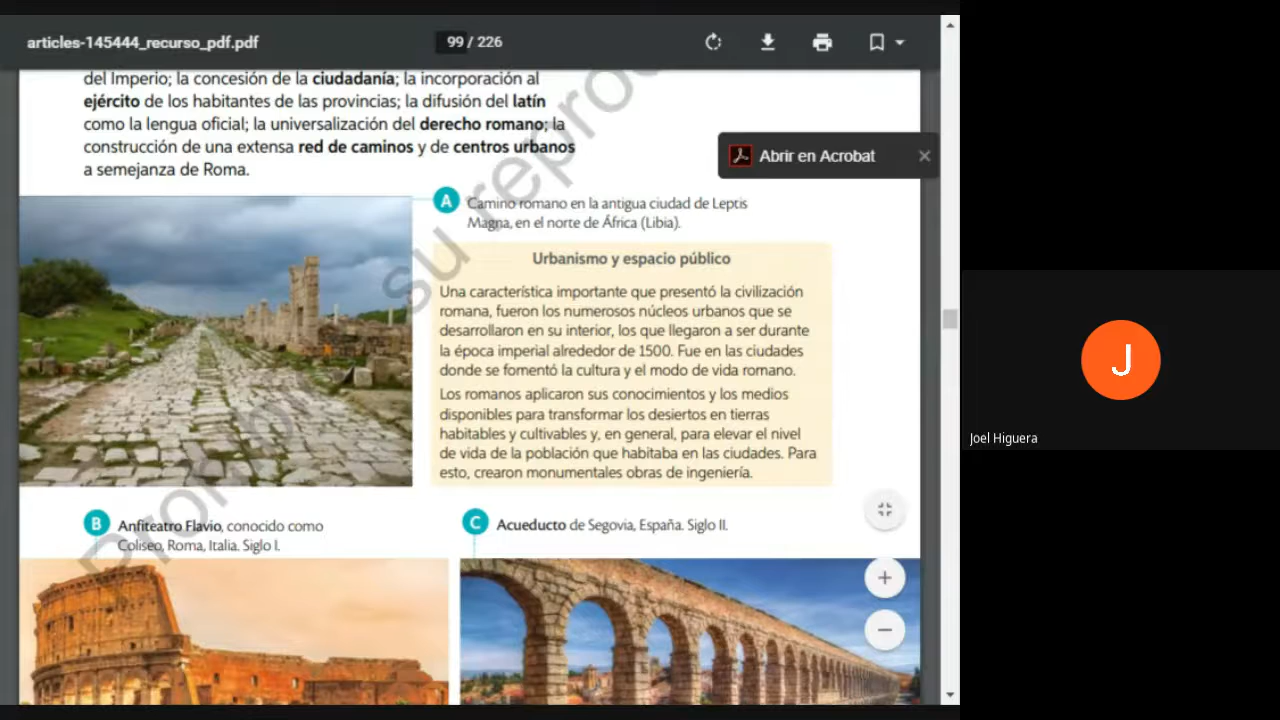 articles-145444_recurso_pdf.pdf
99 / 226
del Imperio; la concesión de la ciudadanía; la incorporación al
ejército de los habitantes de las provincias; la difusión del latín
como la lengua oficial; la universalización del derecho romano; la
construcción de una extensa red de caminos y de centros urbanos
a semejanza de Roma.
Abrir en Acrobat
A
Camino romano en la antigua ciudad de Leptis
Magna, en el norte de África (Libia).
Urbanismo y espacio público
Una característica importante que presentó la civilización
romana, fueron los numerosos núcleos urbanos que se
desarrollaron en su interior, los que llegaron a ser durante
la época imperial alrededor de 1500. Fue en las ciudades
donde se fomentó la cultura y el modo de vida romano.
Los romanos aplicaron sus conocimientos y los medios
disponibles para transformar los desiertos en tierras
habitables y cultivables y, en general, para elevar el nivel
de vida de la población que habitaba en las ciudades. Para
esto, crearon monumentales obras de ingeniería.
B
Anfiteatro Flavio, conocido como
Coliseo, Roma, Italia. Siglo I.
C
Acueducto de Segovia, España. Siglo II.
su
J
Joel Higuera